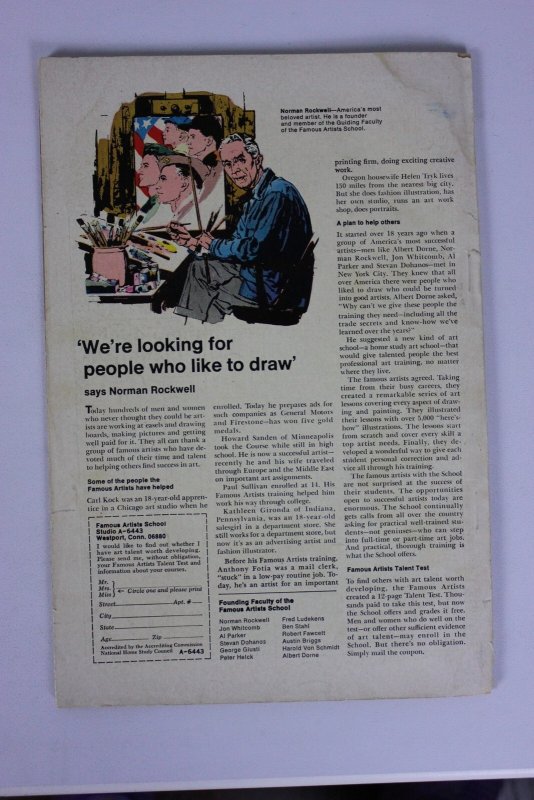 Norman Rockwell—America's most
beloved artist. He is a founder
and member of the Guiding Faculty
of the Famous Artists School.
'We're looking for
people who like to draw'
says Norman Rockwell
Today hundreds of men and women
who never thought they could be art-
ists are working at easels and drawing
boards, making pictures and getting
well paid for it. They all can thank a
group of famous artists who have de-
voted much of their time and talent
to helping others find success in art.
Some of the people the
Famous Artists have helped
Carl Kock was an 18-year-old appren-
tice in a Chicago art studio when he
enrolled. Today he prepares ads for
such companies as General Motors
and Firestone—has won five gold
medals.
Howard Sanden of Minneapolis
took the Course while still in high
school. He is now a successful artist—
recently he and his wife traveled
through Europe and the Middle East
on important art assignments.
Paul Sullivan enrolled at 14. His
Famous Artists training helped him
work his way through college.
Kathleen Gironda of Indiana,
Pennsylvania, was an 18-year-old
salesgirl in a department store. She
still works for a department store, but
now it's as an advertising artist and
fashion illustrator.
Before his Famous Artists training,
Anthony Fotia was a mail clerk,
"stuck" in a low-pay routine job. To-
day, he's an artist for an important
printing firm, doing exciting creative
work.
Oregon housewife Helen Tryk lives
150 miles from the nearest big city.
But she does fashion illustration, has
her own studio, runs an art work
shop, does portraits.
A plan to help others
It started over 18 years ago when a
group of America's most successful
artists—men like Albert Dorne, Nor-
man Rockwell, Jon Whitcomb, Al
Parker and Stevan Dohanos—met in
New York City. They knew that all
over America there were people who
liked to draw who could be turned
into good artists. Albert Dorne asked,
"Why can't we give these people the
training they need—including all the
trade secrets and know-how we've
learned over the years?"
He suggested a new kind of art
school—a home study art school—that
would give talented people the best
professional art training, no matter
where they live.
The famous artists agreed. Taking
time from their busy careers, they
created a remarkable series of art
lessons covering every aspect of draw-
ing and painting. They illustrated
their lessons with over 5,000 "here's-
how" illustrations. The lessons start
from scratch and cover every skill a
top artist needs. Finally, they de-
veloped a wonderful way to give each
student personal correction and ad-
vice all through his training.
The famous artists with the School
are not surprised at the success of
their students. The opportunities
open to successful artists today are
enormous. The School continually
gets calls from all over the country
asking for practical well-trained stu-
dents—not geniuses—who can step
into full-time or part-time art jobs.
And practical, thorough training is
what the School offers.
Famous Artists Talent Test
To find others with art talent worth
developing, the Famous Artists
created a 12-page Talent Test. Thou-
sands paid to take this test, but now
the School offers and grades it free.
Men and women who do well on the
test—or offer other sufficient evidence
of art talent—may enroll in the
School. But there's no obligation.
Simply mail the coupon.
Famous Artists School
Studio A-6443
Westport, Conn. 06880
I would like to find out whether I
have art talent worth developing.
Please send me, without obligation,
your Famous Artists Talent Test and
information about your courses.
Mr.
Mrs. ← Circle one and please print
Miss
Street Apt. #
City
State
Age Zip
Accredited by the Accrediting Commission
National Home Study Council A-6443
Founding Faculty of the
Famous Artists School
Norman Rockwell
Jon Whitcomb
Al Parker
Stevan Dohanos
George Giusti
Peter Helck
Fred Ludekens
Ben Stahl
Robert Fawcett
Austin Briggs
Harold Von Schmidt
Albert Dorne